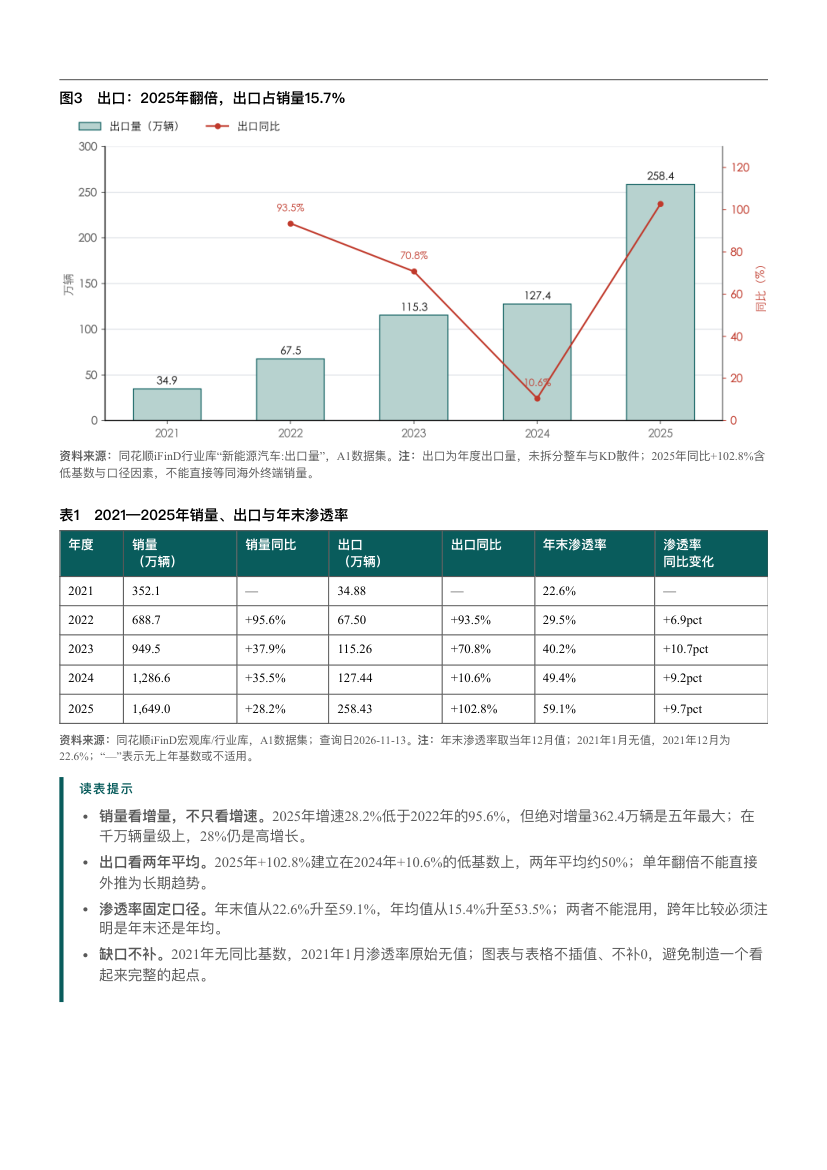 图3 出口：2025年翻倍，出口占销量15.7%
出口量（万辆） 出口同比
300
250
200
150
100
50
0
万辆
120
100
80
60
40
20
0
同比（%）
34.9
67.5
115.3
127.4
258.4
93.5%
70.8%
10.6%
2021 2022 2023 2024 2025
资料来源：同花顺iFinD行业库“新能源汽车:出口量”，A1数据集。注：出口为年度出口量，未拆分整车与KD散件；2025年同比+102.8%含
低基数与口径因素，不能直接等同海外终端销量。
表1 2021—2025年销量、出口与年末渗透率
年度 销量（万辆） 销量同比 出口（万辆） 出口同比 年末渗透率 渗透率同比变化
2021 352.1 — 34.88 — 22.6% —
2022 688.7 +95.6% 67.50 +93.5% 29.5% +6.9pct
2023 949.5 +37.9% 115.26 +70.8% 40.2% +10.7pct
2024 1,286.6 +35.5% 127.44 +10.6% 49.4% +9.2pct
2025 1,649.0 +28.2% 258.43 +102.8% 59.1% +9.7pct
资料来源：同花顺iFinD宏观库/行业库，A1数据集；查询日2026-11-13。注：年末渗透率取当年12月值；2021年1月无值，2021年12月为
22.6%；“—”表示无上年基数或不适用。
读表提示
• 销量看增量，不只看增速。2025年增速28.2%低于2022年的95.6%，但绝对增量362.4万辆是五年最大；在
千万辆量级上，28%仍是高增长。
• 出口看两年平均。2025年+102.8%建立在2024年+10.6%的低基数上，两年平均约50%；单年翻倍不能直接
外推为长期趋势。
• 渗透率固定口径。年末值从22.6%升至59.1%，年均值从15.4%升至53.5%；两者不能混用，跨年比较必须注
明是年末还是年均。
• 缺口不补。2021年无同比基数，2021年1月渗透率原始无值；图表与表格不插值、不补0，避免制造一个看
起来完整的起点。